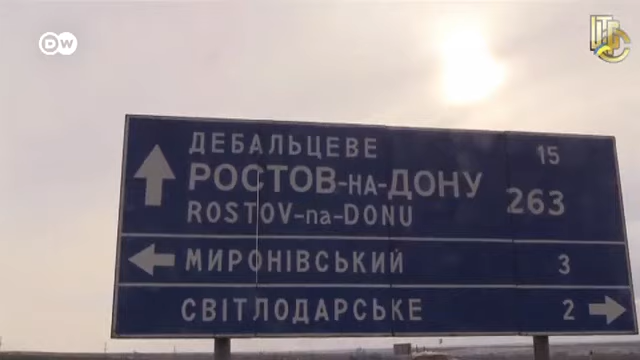 DW
ДЕБАЛЬЦЕВЕ 15
РОСТОВ-НА-ДОНУ 263
ROSTOV-na-DONU
МИРОНІВСЬКИЙ 3
СВІТЛОДАРСЬКЕ 2